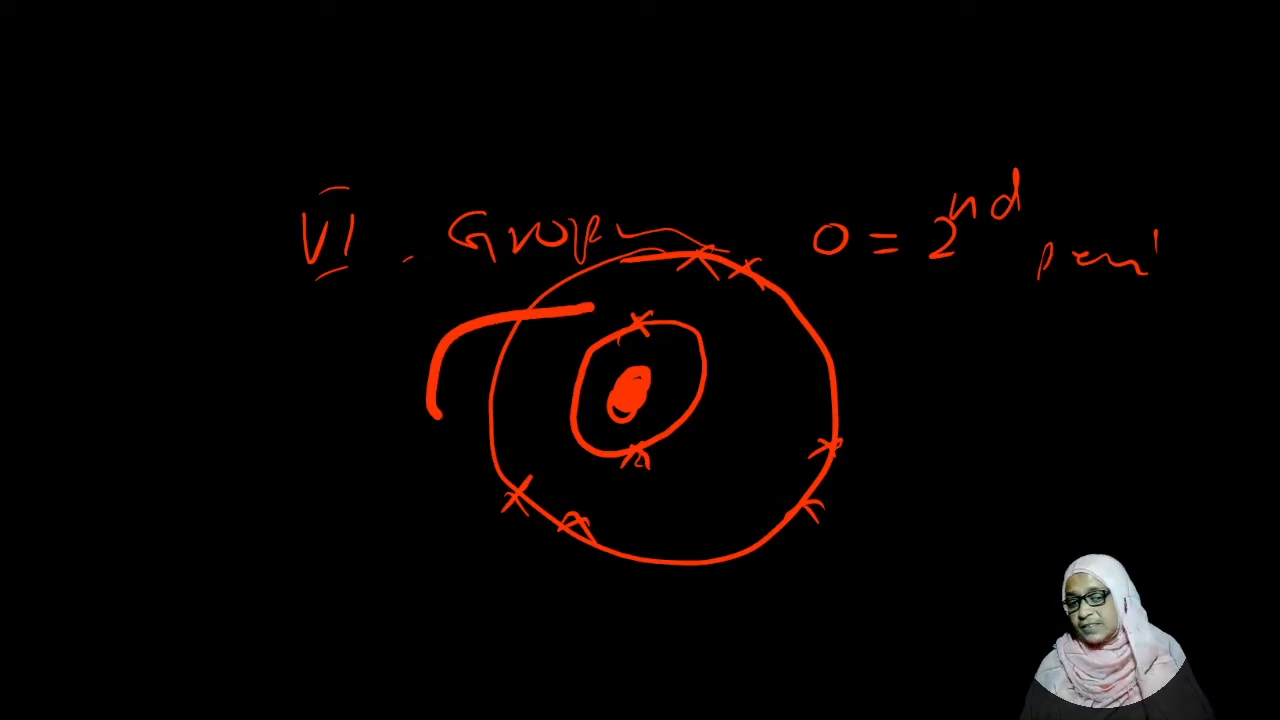 VI. Group
O = 2nd